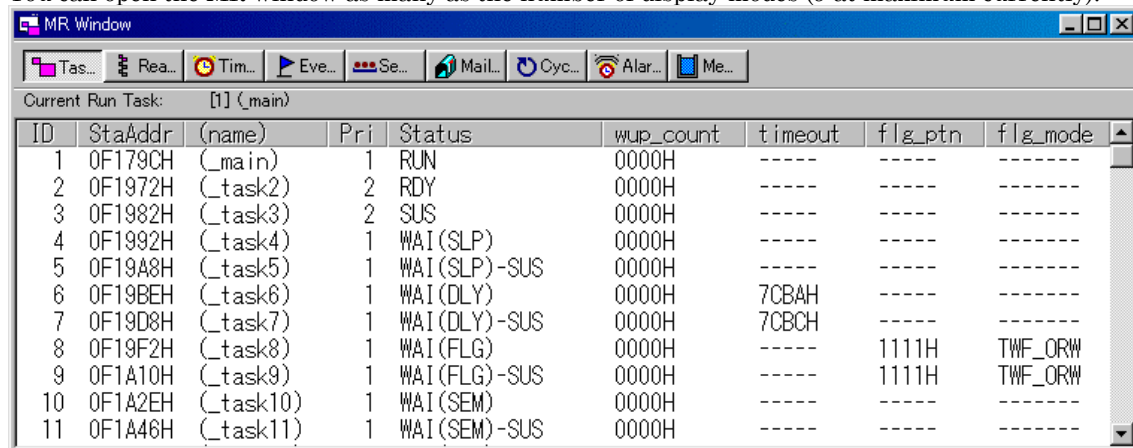 You can open the MR window as many as the number of display modes (8 at maximum currently).
MR Window
Tas... Rea... Tim... Eve... Se... Mail... Cyc... Alar... Me...
Current Run Task: [1] (_main)
ID StaAddr (name) Pri Status wup_count timeout flg_ptn flg_mode
1 0F179CH (_main) 1 RUN 0000H ----- ----- -------
2 0F1972H (_task2) 2 RDY 0000H ----- ----- -------
3 0F1982H (_task3) 2 SUS 0000H ----- ----- -------
4 0F1992H (_task4) 1 WAI(SLP) 0000H ----- ----- -------
5 0F19A8H (_task5) 1 WAI(SLP)-SUS 0000H ----- ----- -------
6 0F19BEH (_task6) 1 WAI(DLY) 0000H 7CBAH ----- -------
7 0F19D8H (_task7) 1 WAI(DLY)-SUS 0000H 7CBCH ----- -------
8 0F19F2H (_task8) 1 WAI(FLG) 0000H ----- 1111H TWF_ORW
9 0F1A10H (_task9) 1 WAI(FLG)-SUS 0000H ----- 1111H TWF_ORW
10 0F1A2EH (_task10) 1 WAI(SEM) 0000H ----- ----- -------
11 0F1A46H (_task11) 1 WAI(SEM)-SUS 0000H ----- ----- -------